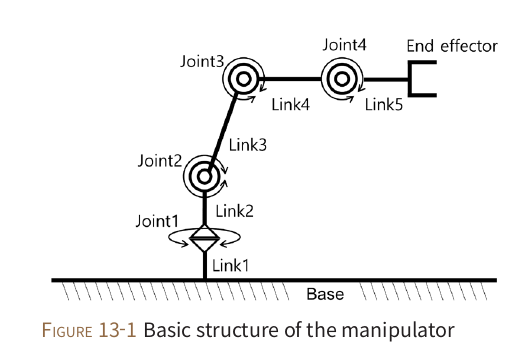 Joint4
End effector
Joint3
Link4
Link5
Link3
Joint2
Link2
Joint1
Link1
Base
FIGURE 13-1 Basic structure of the manipulator